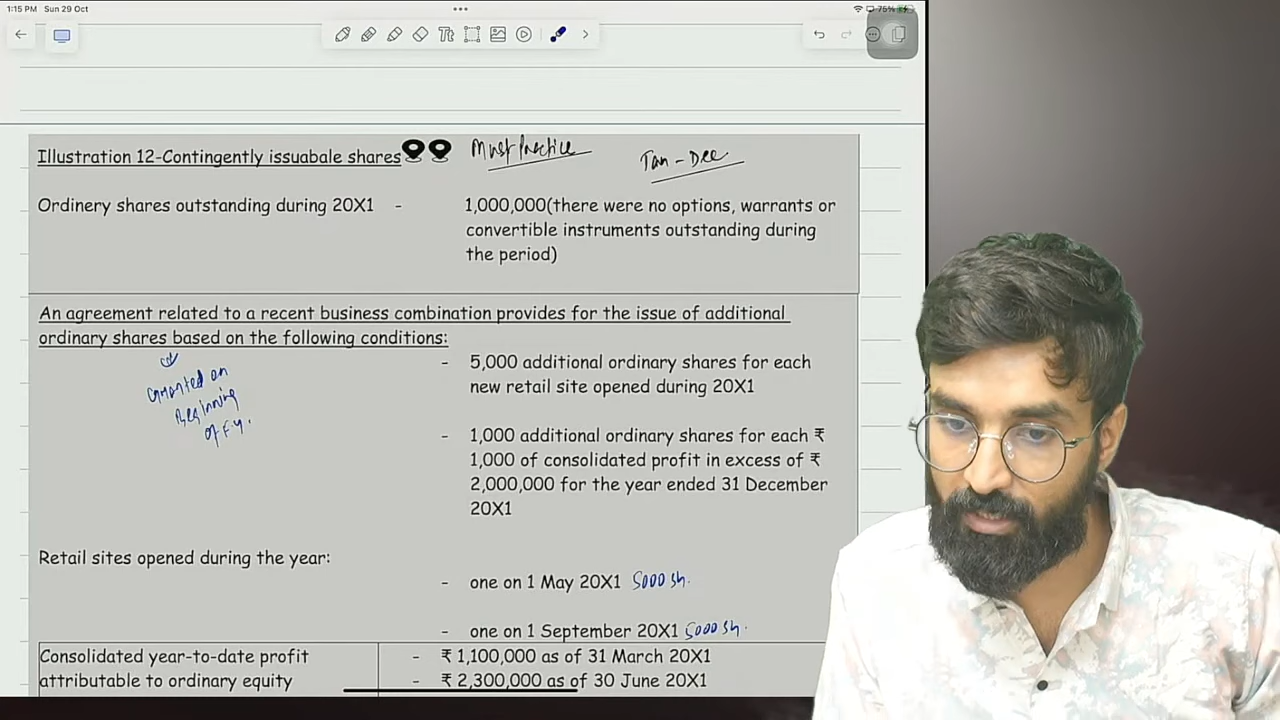 1:15 PM Sun 29 Oct
75%
Illustration 12-Contingently issuabale shares Must Practice Jan-Dec
Ordinery shares outstanding during 20X1 - 1,000,000(there were no options, warrants or
convertible instruments outstanding during
the period)
An agreement related to a recent business combination provides for the issue of additional
ordinary shares based on the following conditions:
- 5,000 additional ordinary shares for each
new retail site opened during 20X1
on
Beginning
of F.Y.
- 1,000 additional ordinary shares for each ₹
1,000 of consolidated profit in excess of ₹
2,000,000 for the year ended 31 December
20X1
Retail sites opened during the year:
- one on 1 May 20X1 5000 sh.
- one on 1 September 20X1 5000 sh.
Consolidated year-to-date profit - ₹ 1,100,000 as of 31 March 20X1
attributable to ordinary equity - ₹ 2,300,000 as of 30 June 20X1